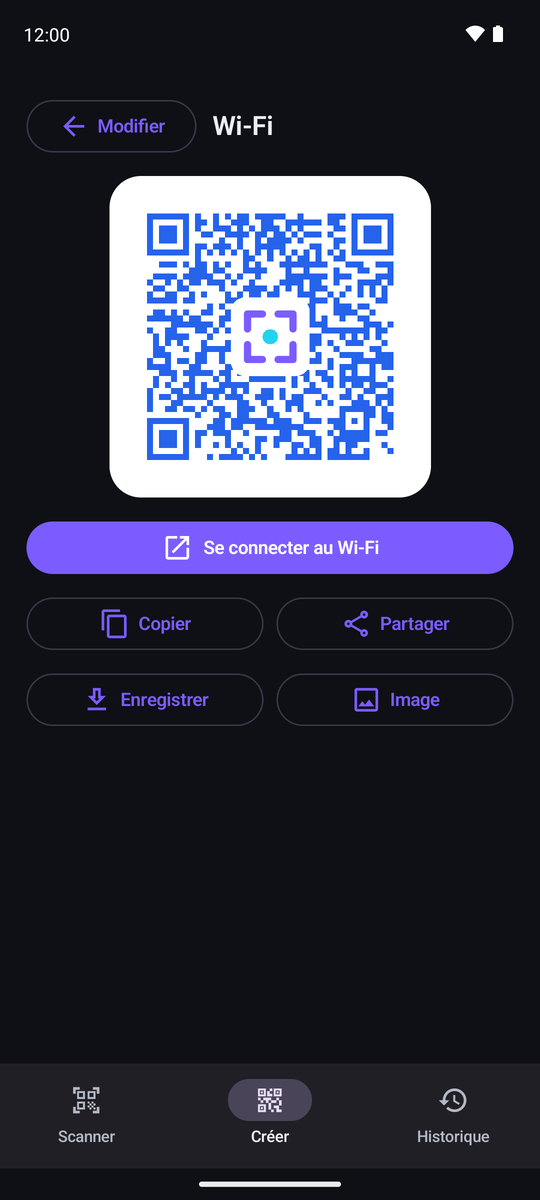 12:00
Modifier
Wi-Fi
Se connecter au Wi-Fi
Copier
Partager
Enregistrer
Image
Scanner
Créer
Historique